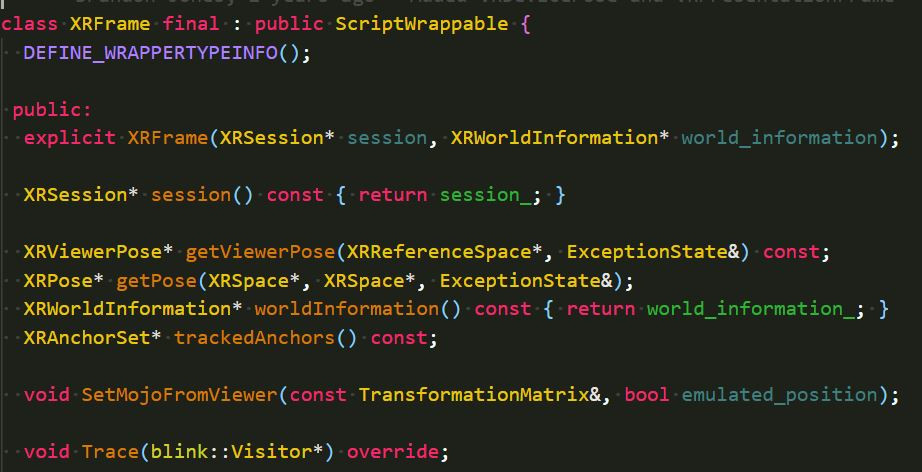 class XRFrame final : public ScriptWrappable {
  DEFINE_WRAPPERTYPEINFO();

 public:
  explicit XRFrame(XRSession* session, XRWorldInformation* world_information);

  XRSession* session() const { return session_; }

  XRViewerPose* getViewerPose(XRReferenceSpace*, ExceptionState&) const;
  XRPose* getPose(XRSpace*, XRSpace*, ExceptionState&);
  XRWorldInformation* worldInformation() const { return world_information_; }
  XRAnchorSet* trackedAnchors() const;

  void SetMojoFromViewer(const TransformationMatrix&, bool emulated_position);

  void Trace(blink::Visitor*) override;